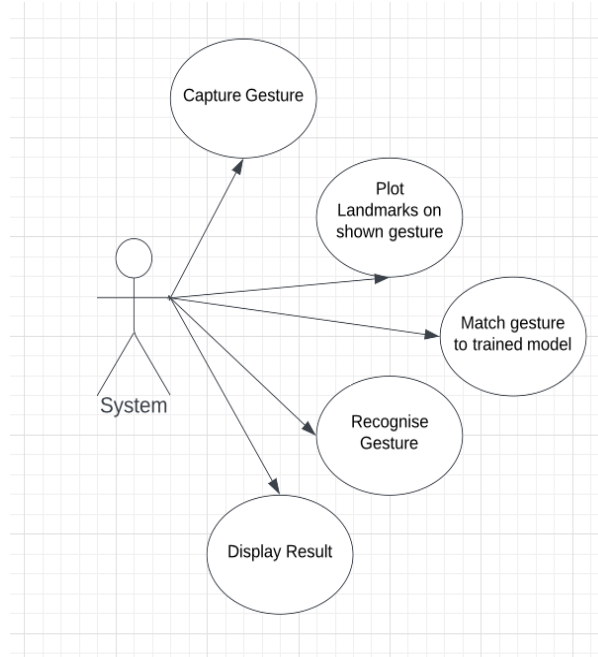 Capture Gesture
Plot
Landmarks on
shown gesture
Match gesture
to trained model
System
Recognise
Gesture
Display Result